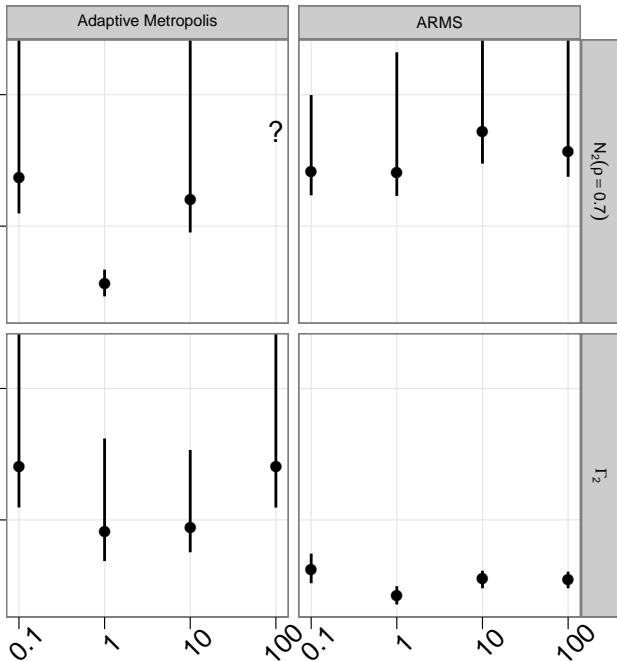 Adaptive Metropolis
ARMS
?
N₂(ρ = 0.7)
Γ₂
0.1 1 10 100
0.1 1 10 100